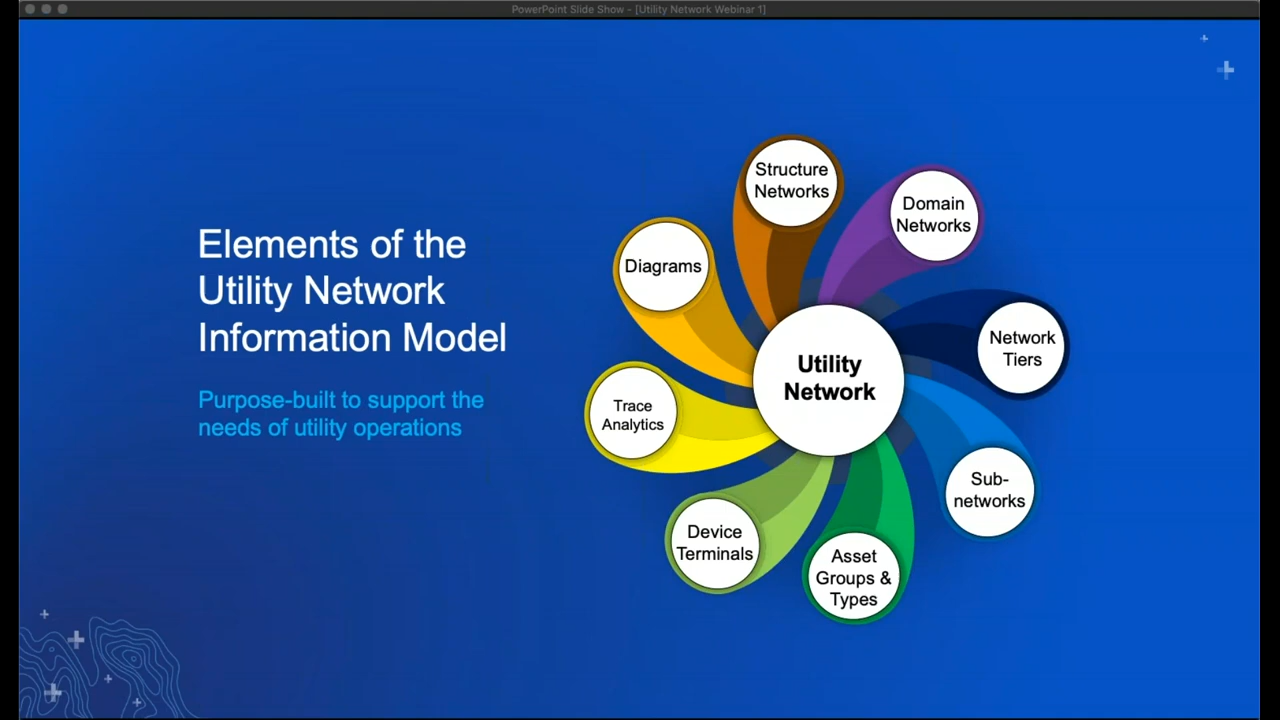 PowerPoint Slide Show - [Utility Network Webinar 1]
Elements of the
Utility Network
Information Model
Purpose-built to support the
needs of utility operations
Utility
Network
Structure
Networks
Domain
Networks
Network
Tiers
Sub-
networks
Asset
Groups &
Types
Device
Terminals
Trace
Analytics
Diagrams